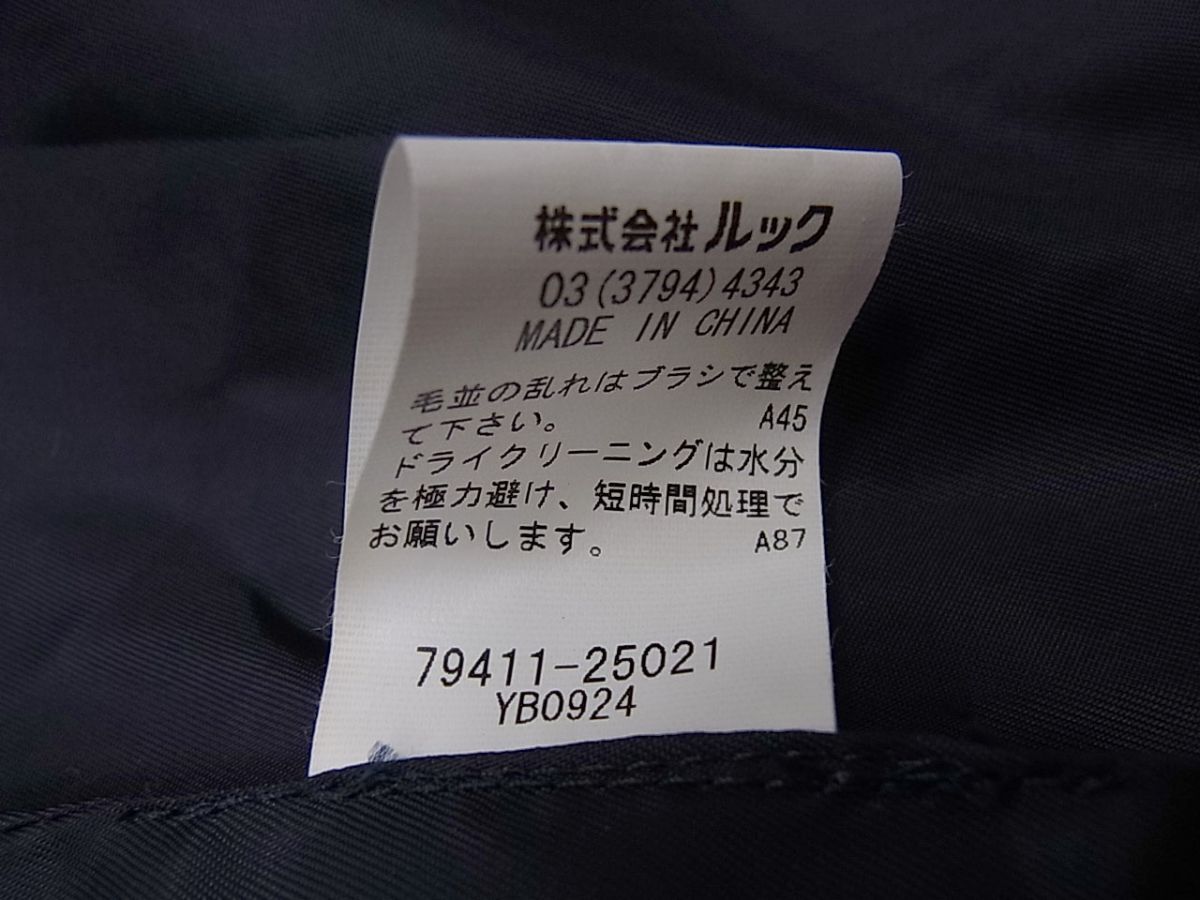 株式会社ルック
03(3794)4343
MADE IN CHINA
毛並の乱れはブラシで整え
て下さい。 A45
ドライクリーニングは水分
を極力避け、短時間処理で
お願いします。 A87
79411-25021
YB0924